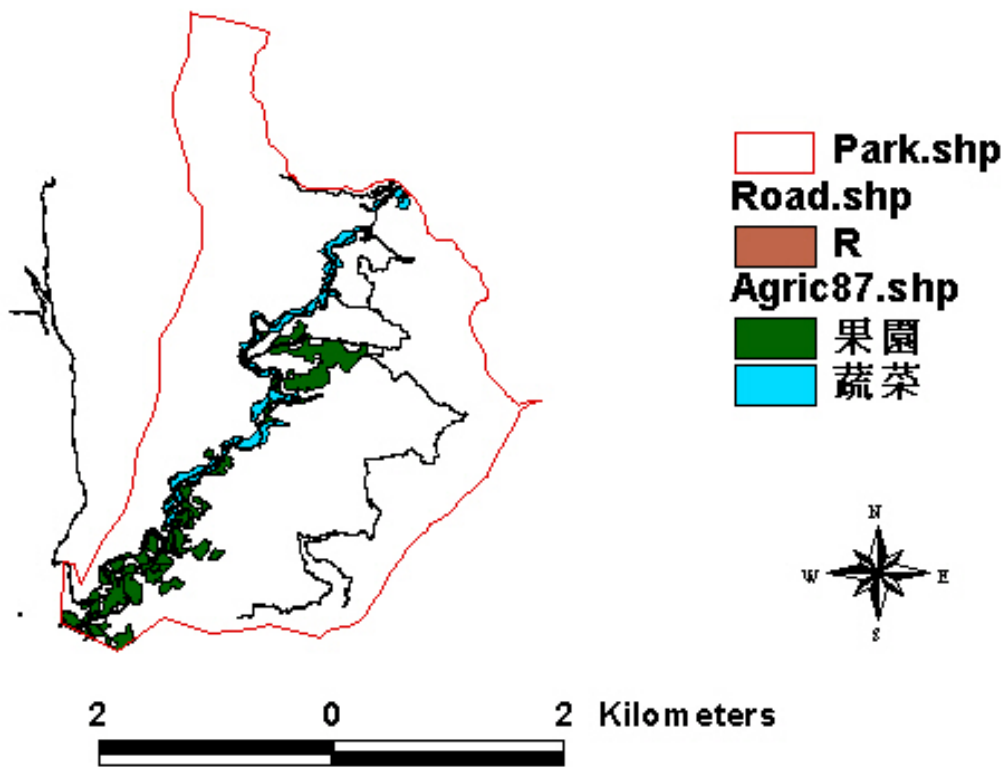 Park.shp
Road.shp
R
Agric87.shp
果園
蔬菜
N
W E
S
2 0 2 Kilometers